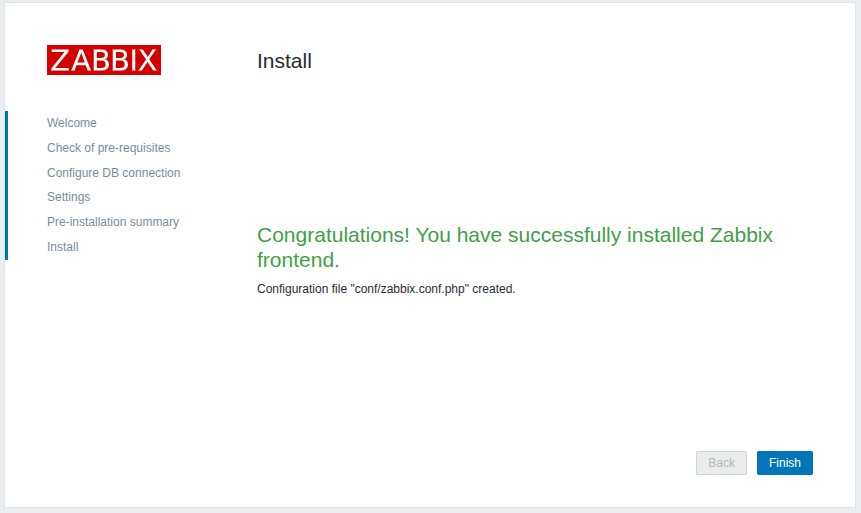 ZABBIX
Install
Welcome
Check of pre-requisites
Configure DB connection
Settings
Pre-installation summary
Install
Congratulations! You have successfully installed Zabbix
frontend.
Configuration file "conf/zabbix.conf.php" created.
Back
Finish